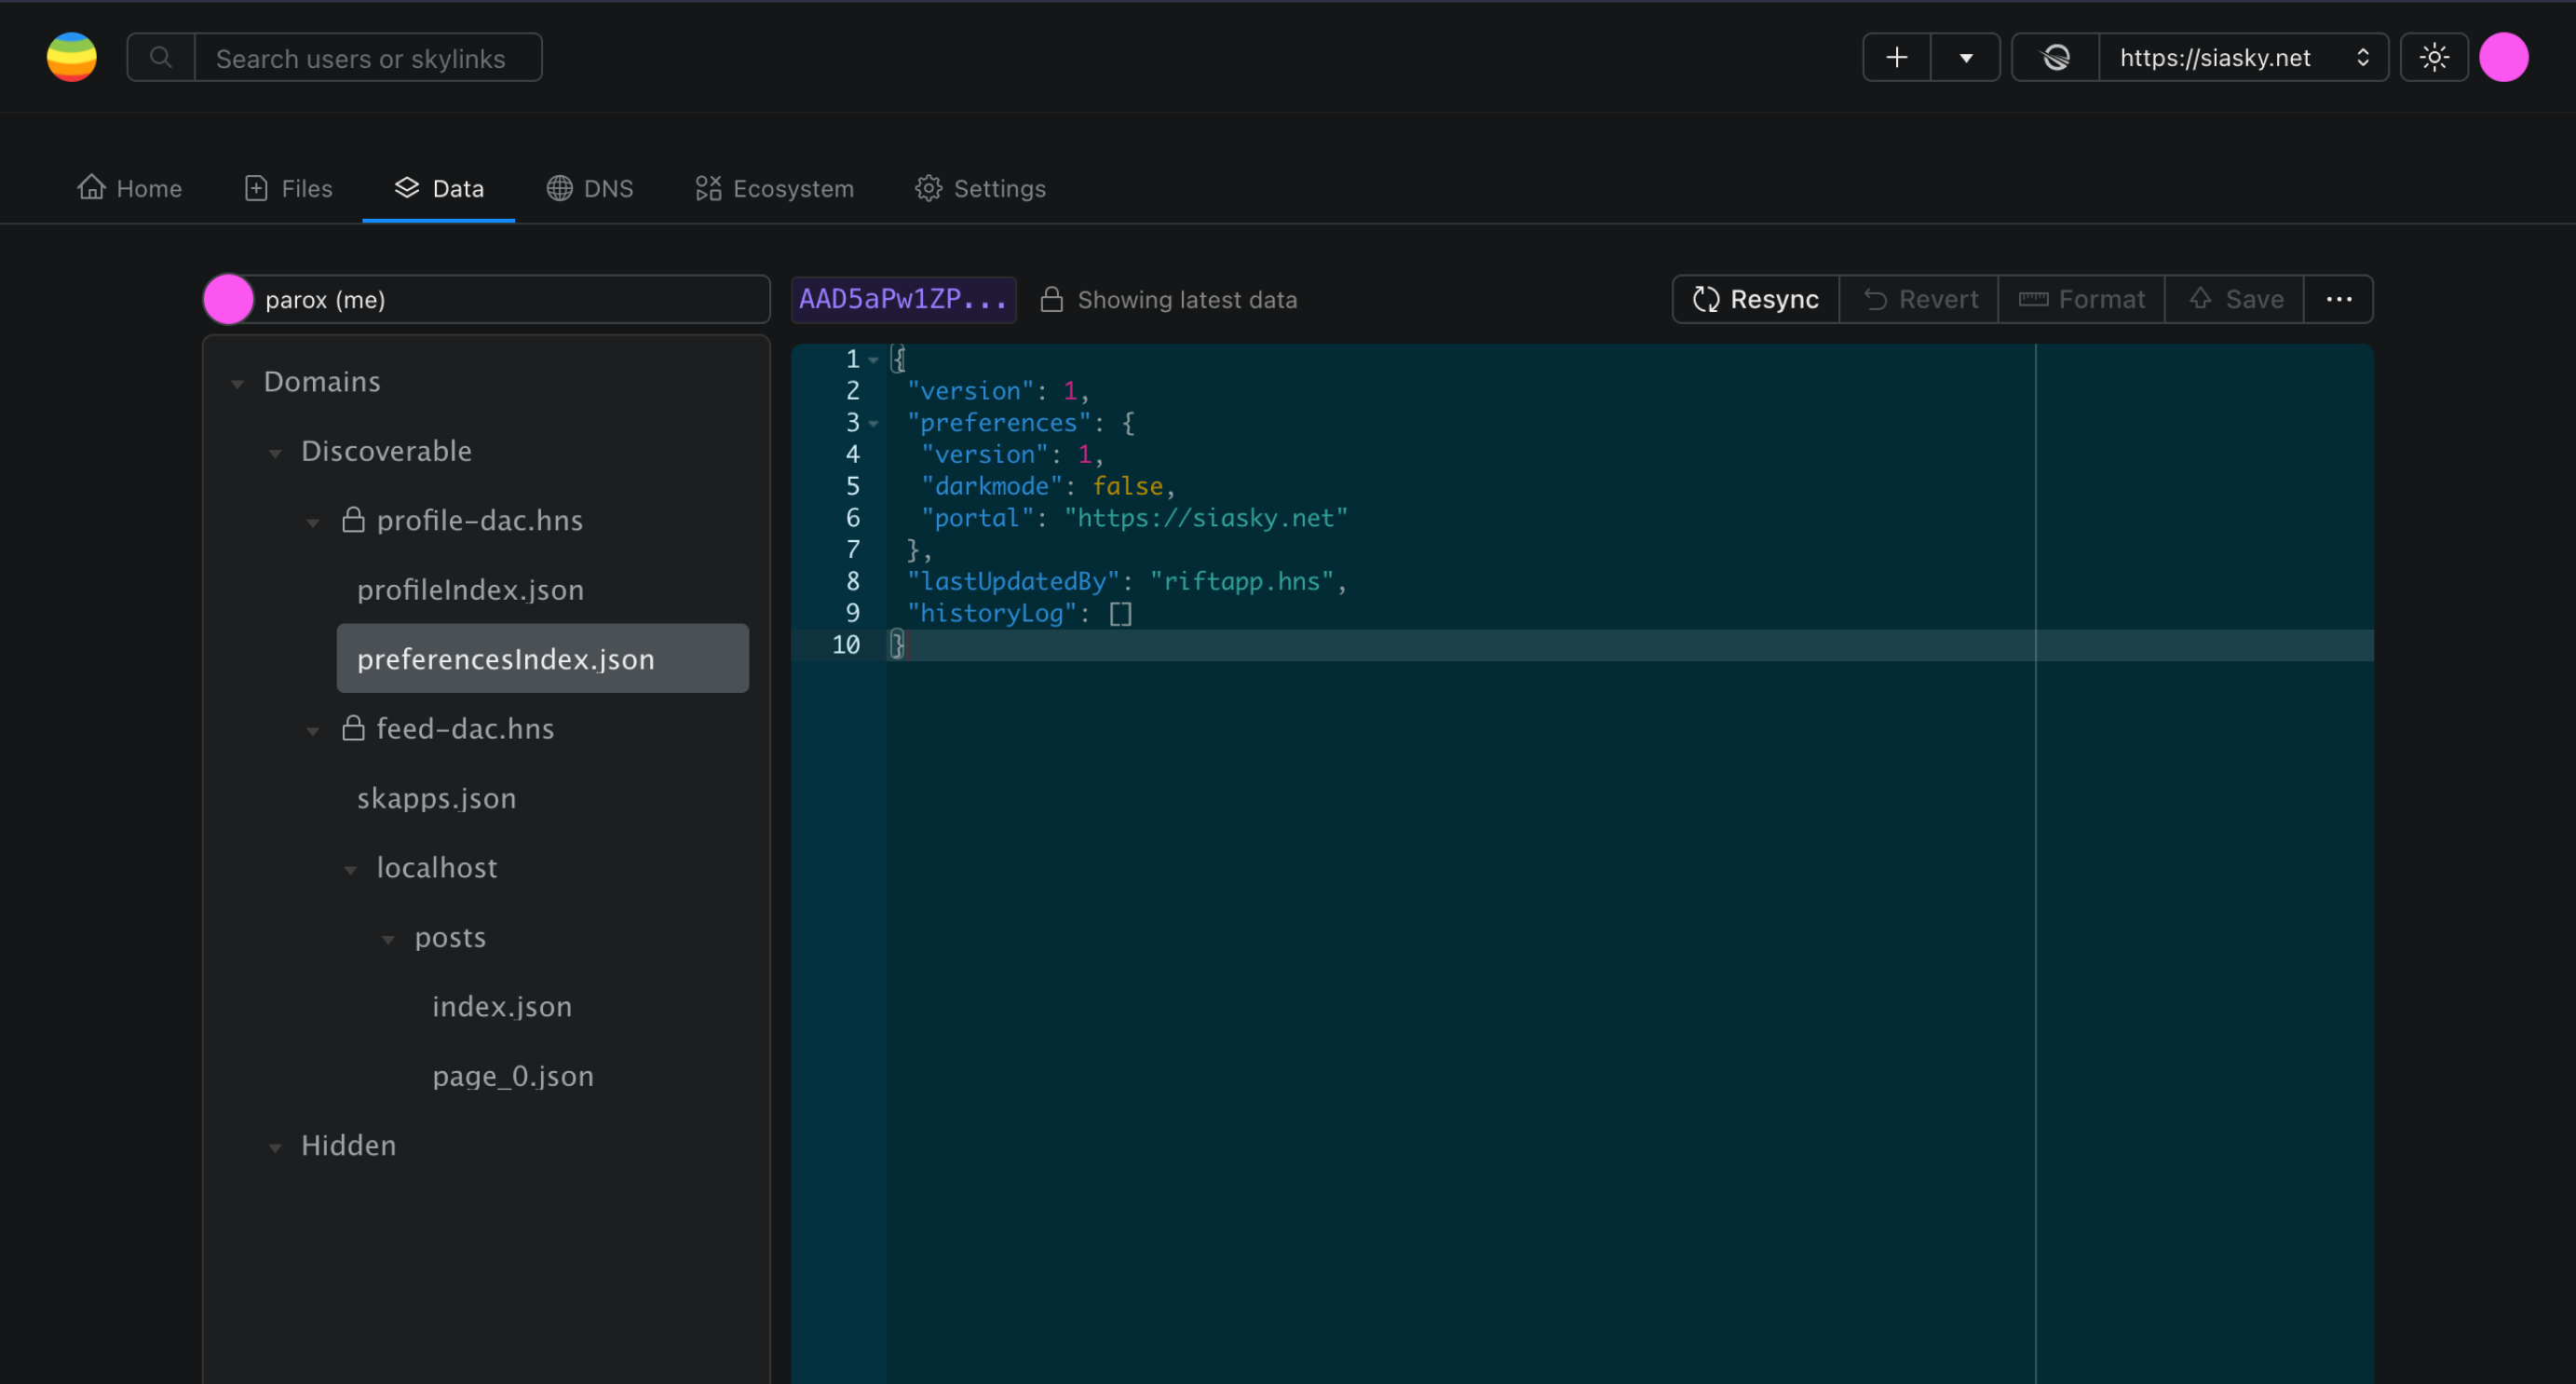 Search users or skylinks
https://siasky.net
Home Files Data DNS Ecosystem Settings
parox (me)
Domains
Discoverable
profile-dac.hns
profileIndex.json
preferencesIndex.json
feed-dac.hns
skapps.json
localhost
posts
index.json
page_0.json
Hidden
AAD5aPw1ZP... Showing latest data Resync Revert Format Save
1 {
2 "version": 1,
3 "preferences": {
4 "version": 1,
5 "darkmode": false,
6 "portal": "https://siasky.net"
7 },
8 "lastUpdatedBy": "riftapp.hns",
9 "historyLog": []
10 }